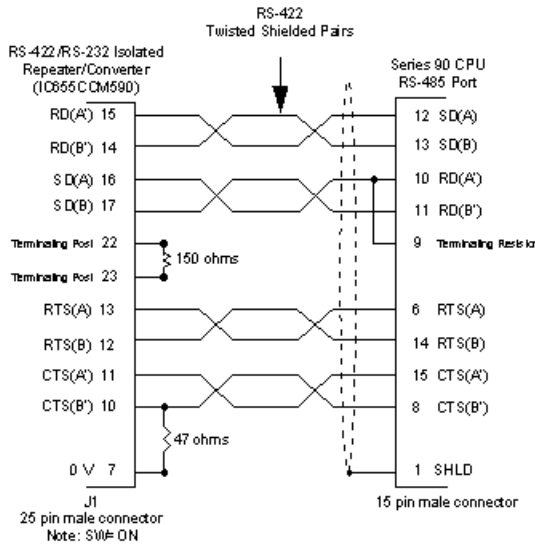 RS-422
Twisted Shielded Pairs
RS-422/RS-232 Isolated
Repeater/Converter
(IC655CCM590)
Series 90 CPU
RS-485 Port
RD(A') 15
12 SD(A)
RD(B') 14
13 SD(B)
SD(A) 16
10 RD(A')
SD(B) 17
11 RD(B')
Terminating Post 22
9 Terminating Resistor
150 ohms
Terminating Post 23
RTS(A) 13
6 RTS(A)
RTS(B) 12
14 RTS(B)
CTS(A') 11
15 CTS(A')
CTS(B') 10
8 CTS(B')
47 ohms
0 V 7
1 SHLD
J1
25 pin male connector
15 pin male connector
Note: SW= ON